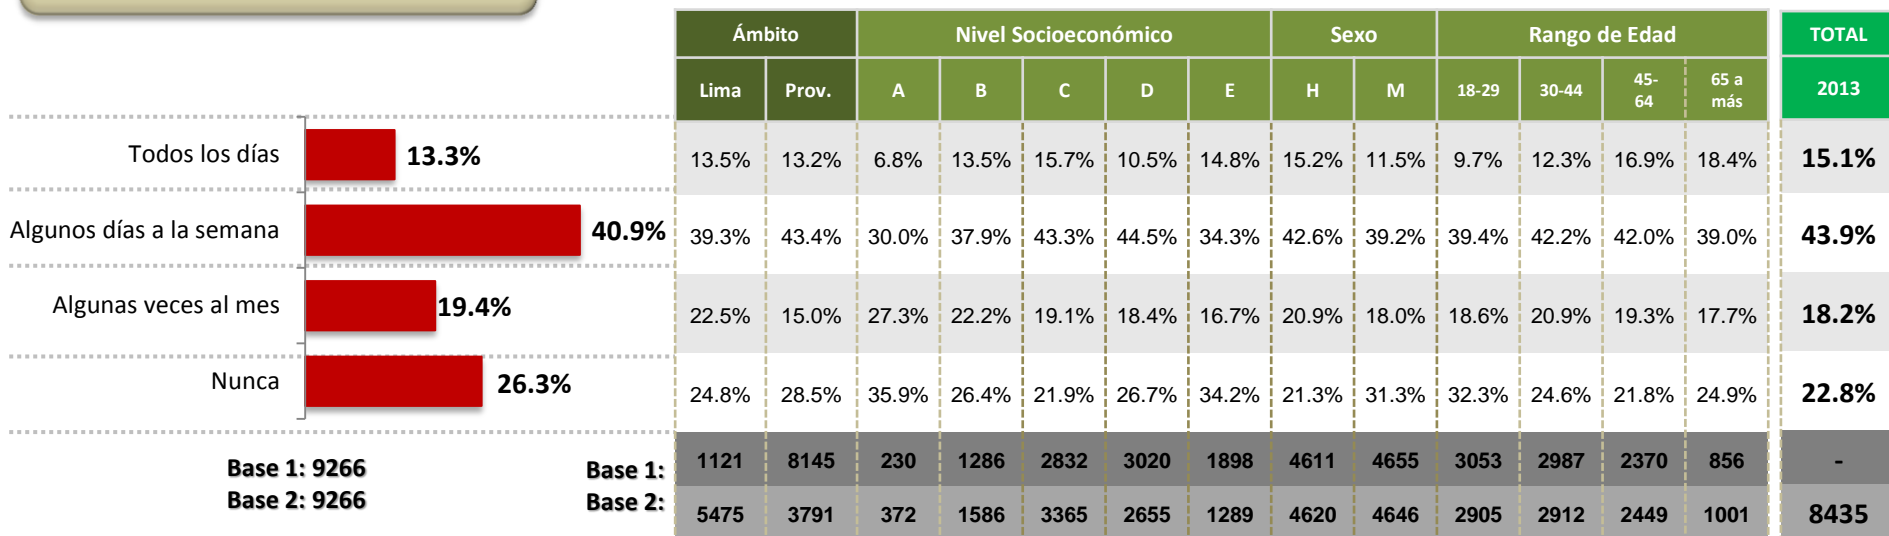 Ámbito Nivel Socioeconómico Sexo Rango de Edad TOTAL
Lima Prov. A B C D E H M 18-29 30-44 45-64 65 a más 2013
Todos los días 13.3% 13.5% 13.2% 6.8% 13.5% 15.7% 10.5% 14.8% 15.2% 11.5% 9.7% 12.3% 16.9% 18.4% 15.1%
Algunos días a la semana 40.9% 39.3% 43.4% 30.0% 37.9% 43.3% 44.5% 34.3% 42.6% 39.2% 39.4% 42.2% 42.0% 39.0% 43.9%
Algunas veces al mes 19.4% 22.5% 15.0% 27.3% 22.2% 19.1% 18.4% 16.7% 20.9% 18.0% 18.6% 20.9% 19.3% 17.7% 18.2%
Nunca 26.3% 24.8% 28.5% 35.9% 26.4% 21.9% 26.7% 34.2% 21.3% 31.3% 32.3% 24.6% 21.8% 24.9% 22.8%
Base 1: 9266 Base 1: 1121 8145 230 1286 2832 3020 1898 4611 4655 3053 2987 2370 856 -
Base 2: 9266 Base 2: 5475 3791 372 1586 3365 2655 1289 4620 4646 2905 2912 2449 1001 8435